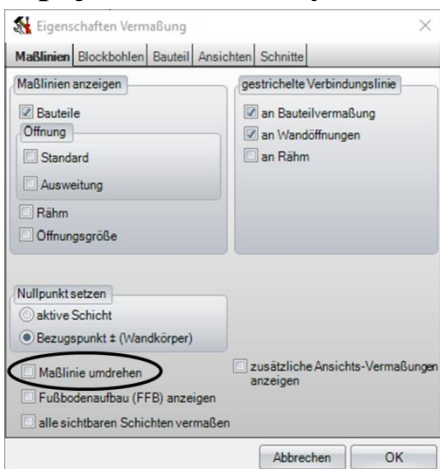 Eigenschaften Vermaßung
Maßlinien Blockbohlen Bauteil Ansichten Schnitte
Maßlinien anzeigen
Bauteile
Öffnung
Standard
Ausweitung
Rähm
Öffnungsgröße
gestrichelte Verbindungslinie
an Bauteilvermaßung
an Wandöffnungen
an Rähm
Nullpunkt setzen
aktive Schicht
Bezugspunkt ± (Wandkörper)
Maßlinie umdrehen
Fußbodenaufbau (FFB) anzeigen
alle sichtbaren Schichten vermaßen
zusätzliche Ansichts-Vermaßungen
anzeigen
Abbrechen OK